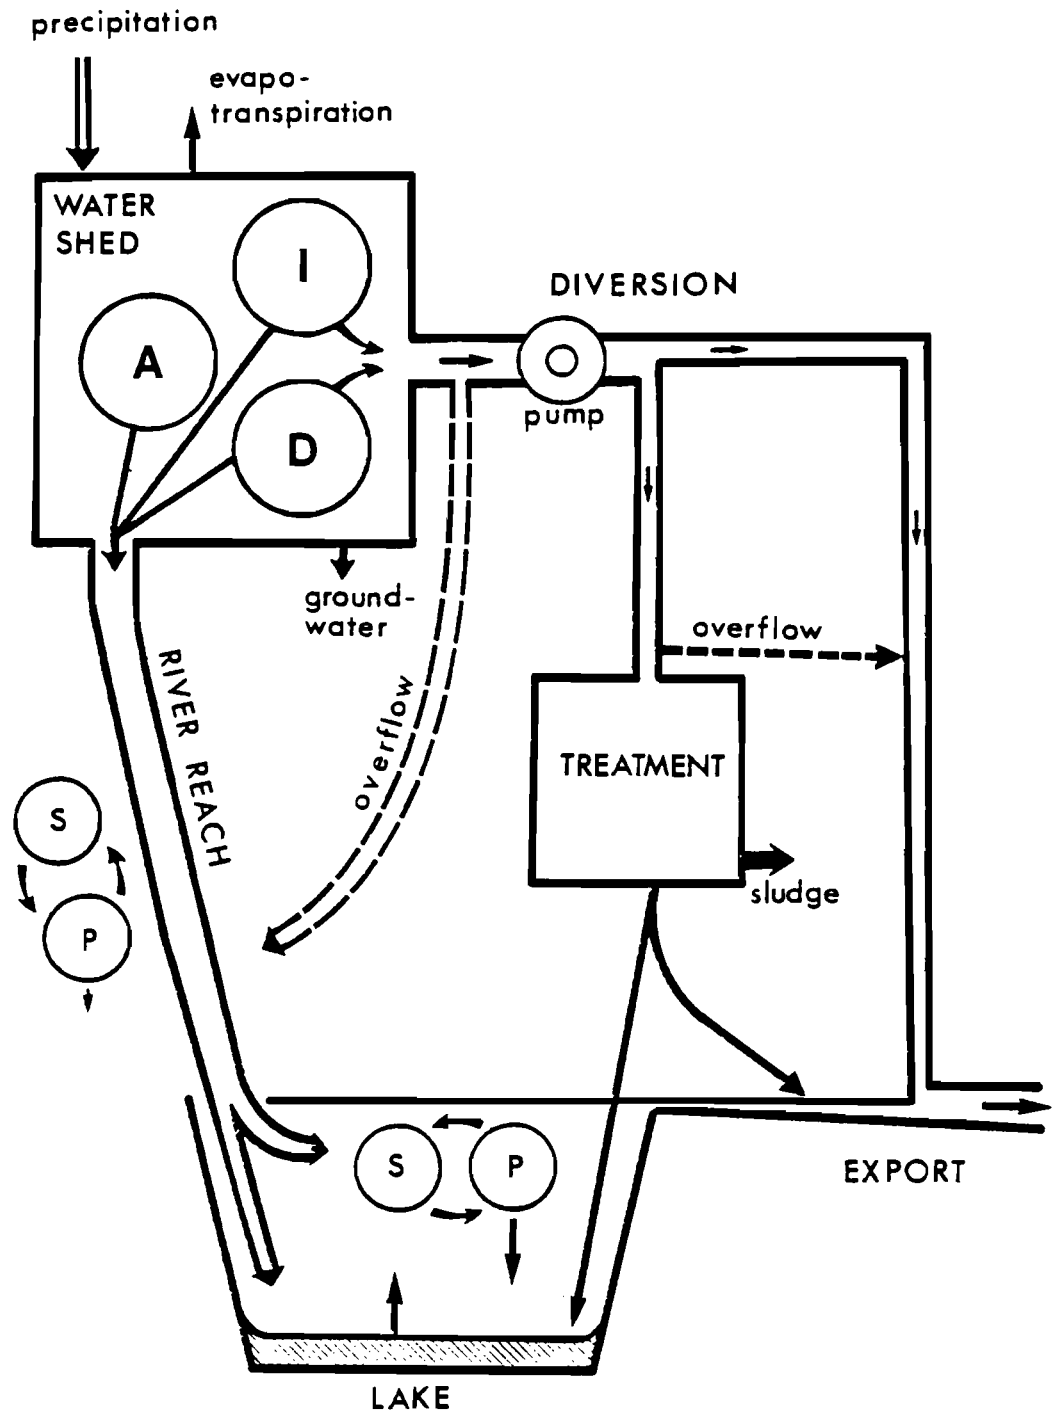 precipitation
evapo-
transpiration
WATER
SHED
I
A
D
DIVERSION
pump
ground-
water
overflow
overflow
RIVER REACH
TREATMENT
sludge
S
P
S
P
EXPORT
LAKE